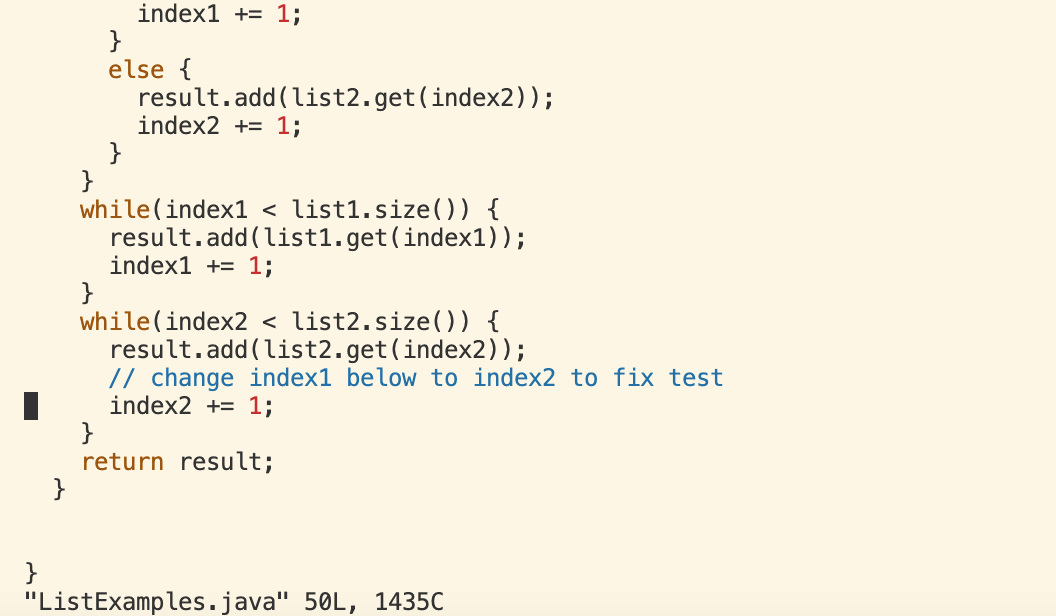 index1 += 1;
      }
      else {
        result.add(list2.get(index2));
        index2 += 1;
      }
    }
    while(index1 < list1.size()) {
      result.add(list1.get(index1));
      index1 += 1;
    }
    while(index2 < list2.size()) {
      result.add(list2.get(index2));
      // change index1 below to index2 to fix test
      index2 += 1;
    }
    return result;
  }
}
"ListExamples.java" 50L, 1435C